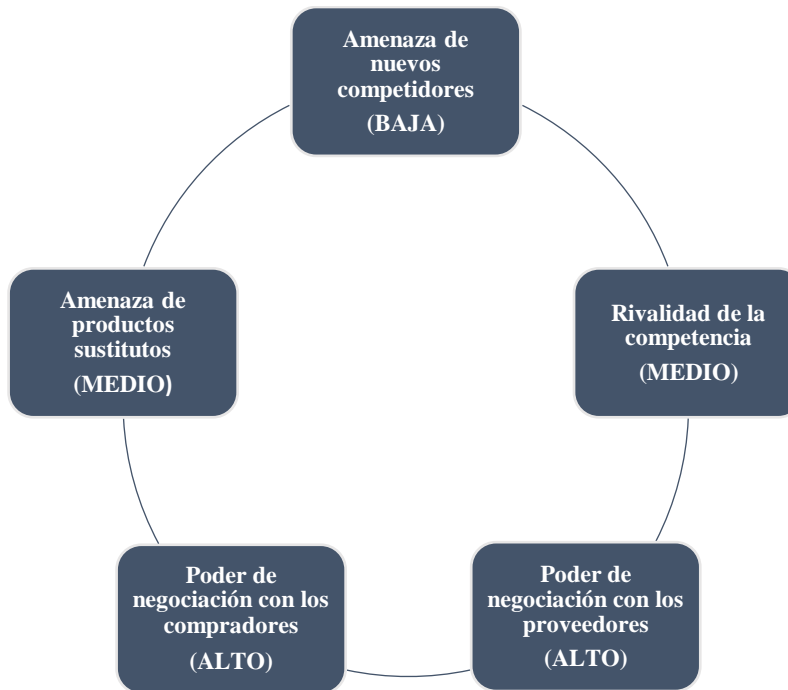 Amenaza de
nuevos
competidores
(BAJA)
Rivalidad de la
competencia
(MEDIO)
Poder de
negociación con los
proveedores
(ALTO)
Poder de
negociación con los
compradores
(ALTO)
Amenaza de
productos
sustitutos
(MEDIO)